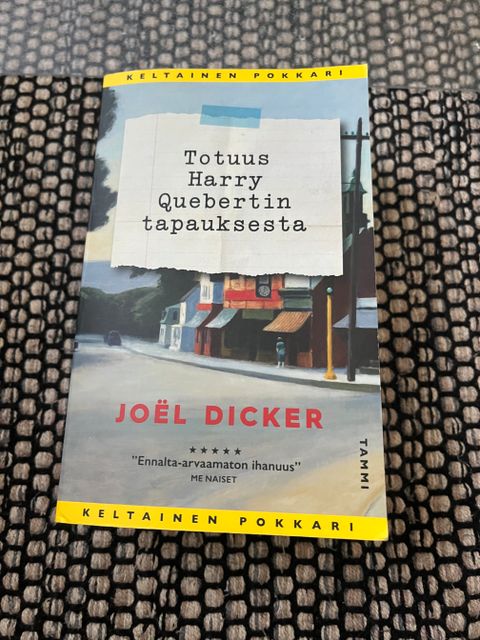 KELTAINEN POKKARI
Totuus
Harry
Quebertin
tapauksesta
JOËL DICKER
★★★★★
"Ennalta-arvaamaton ihanuus"
ME NAISET
TAMMI
KELTAINEN POKKARI